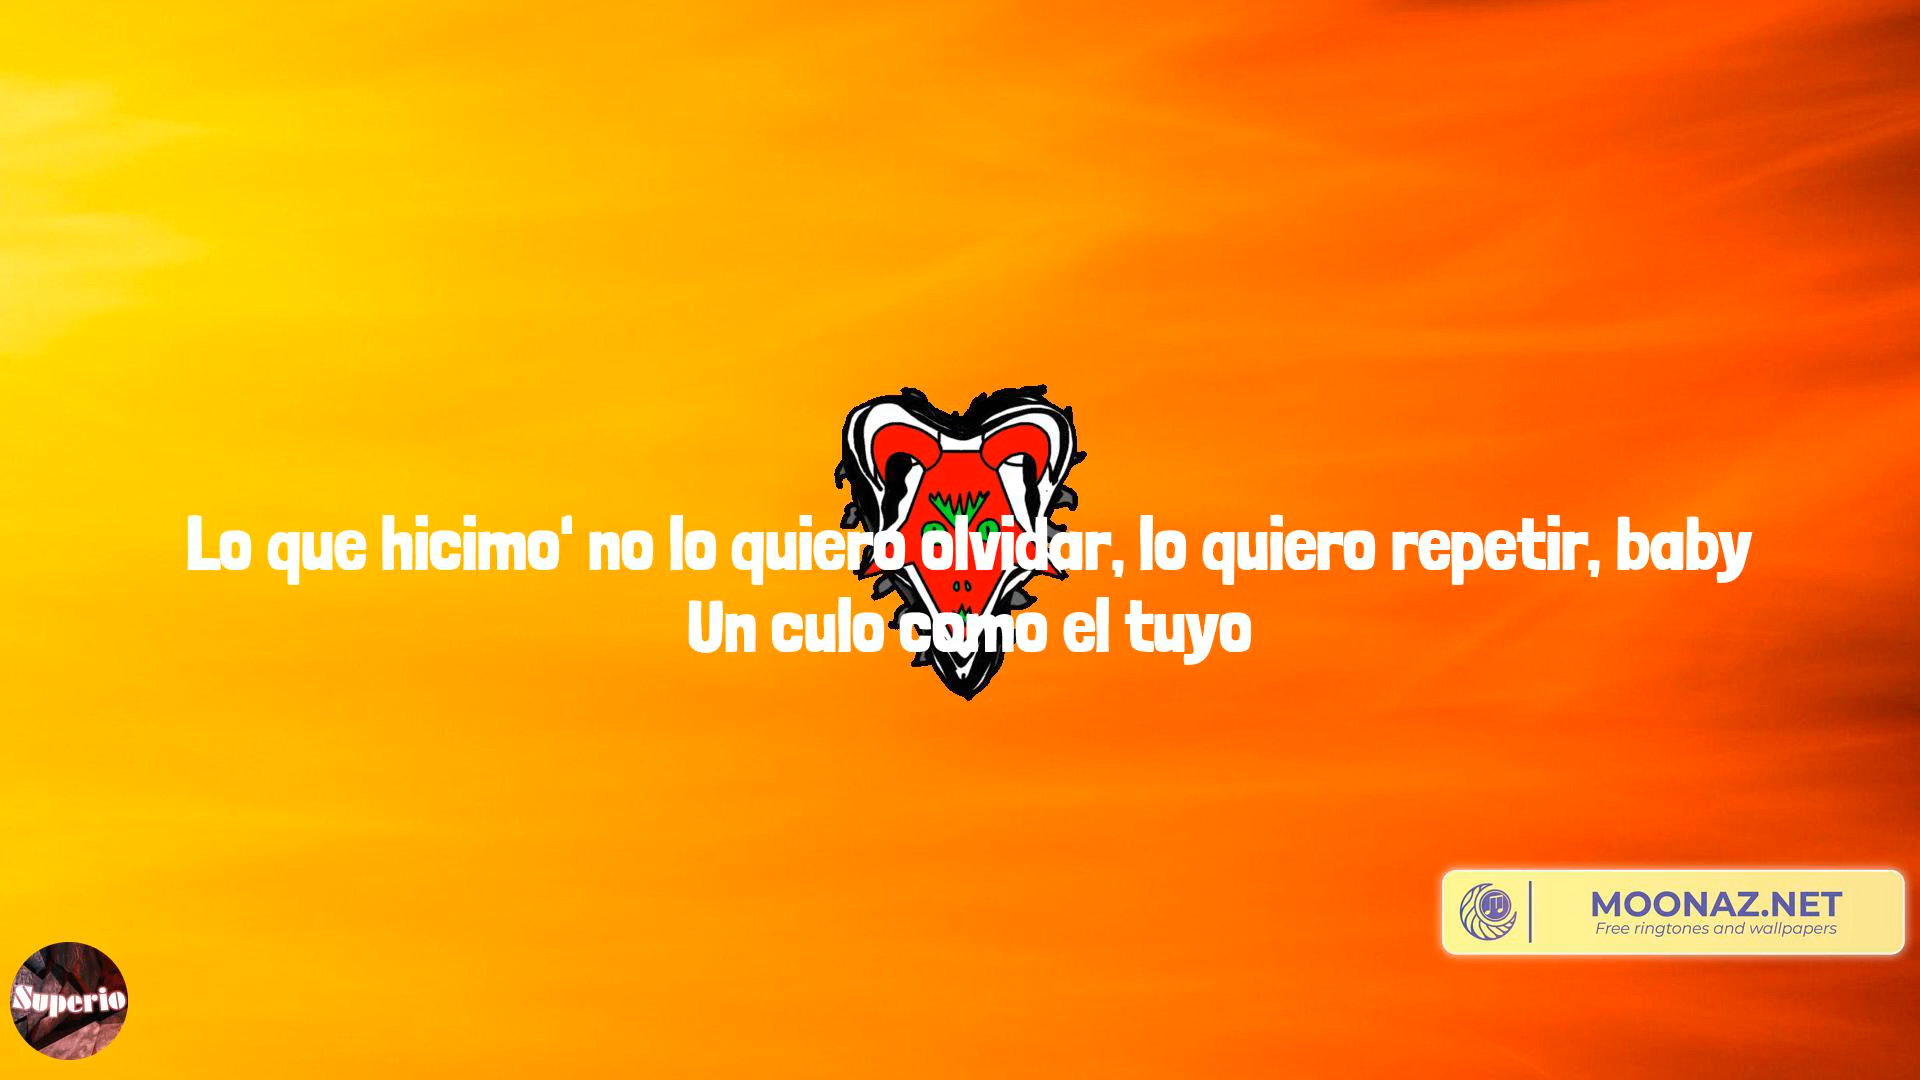 Lo que hicimo' no lo quiero olvidar, lo quiero repetir, baby
Un culo como el tuyo
MOONAZ.NET
Free ringtones and wallpapers
Superio